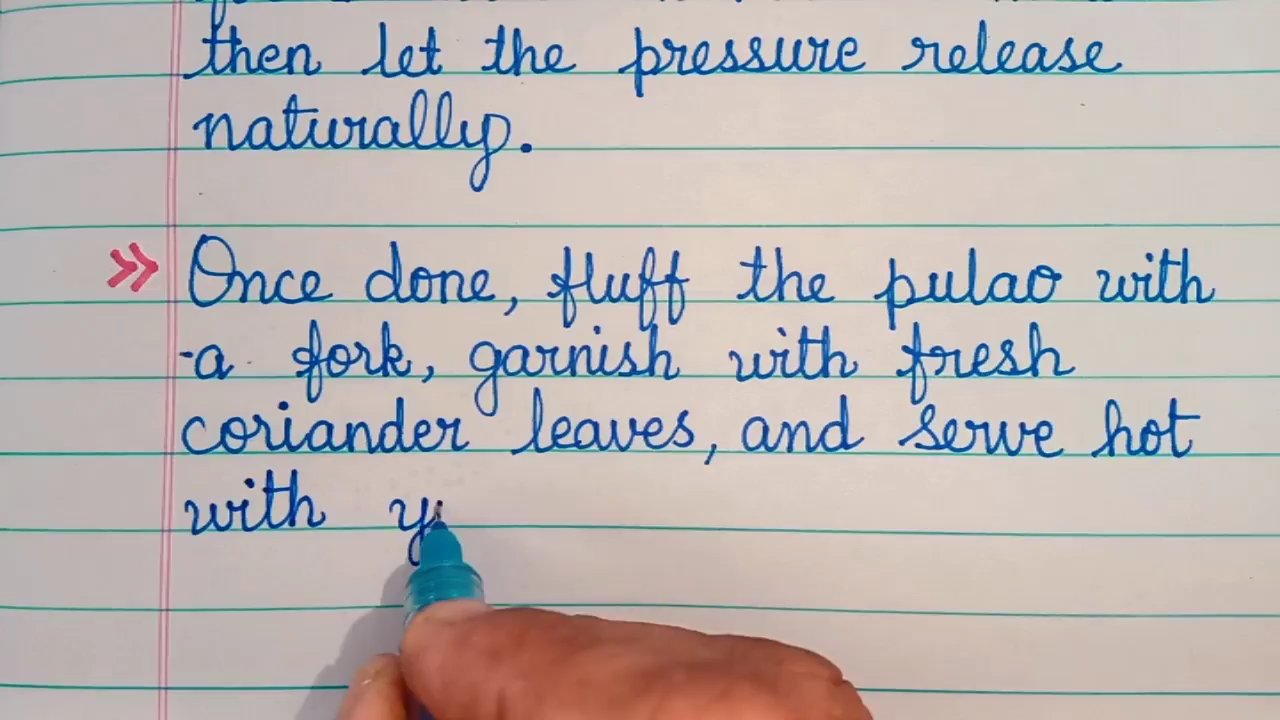 then let the pressure release
naturally.
>> Once done, fluff the pulao with
a fork, garnish with fresh
coriander leaves, and serve hot
with y